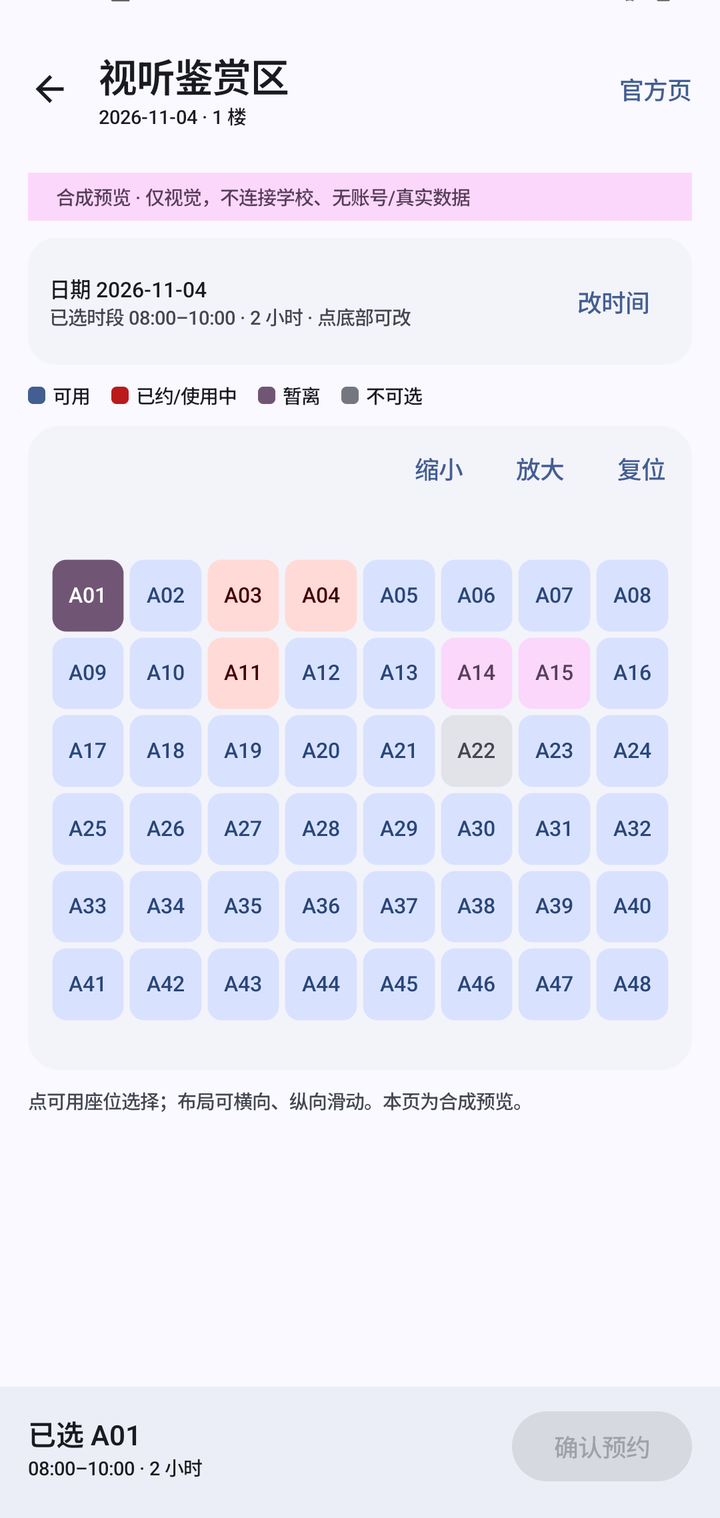 视听鉴赏区
2026-11-04 · 1 楼
官方页
合成预览 · 仅视觉，不连接学校、无账号/真实数据
日期 2026-11-04
已选时段 08:00–10:00 · 2 小时 · 点底部可改
改时间
可用 已约/使用中 暂离 不可选
缩小 放大 复位
A01 A02 A03 A04 A05 A06 A07 A08
A09 A10 A11 A12 A13 A14 A15 A16
A17 A18 A19 A20 A21 A22 A23 A24
A25 A26 A27 A28 A29 A30 A31 A32
A33 A34 A35 A36 A37 A38 A39 A40
A41 A42 A43 A44 A45 A46 A47 A48
点可用座位选择；布局可横向、纵向滑动。本页为合成预览。
已选 A01
08:00–10:00 · 2 小时
确认预约